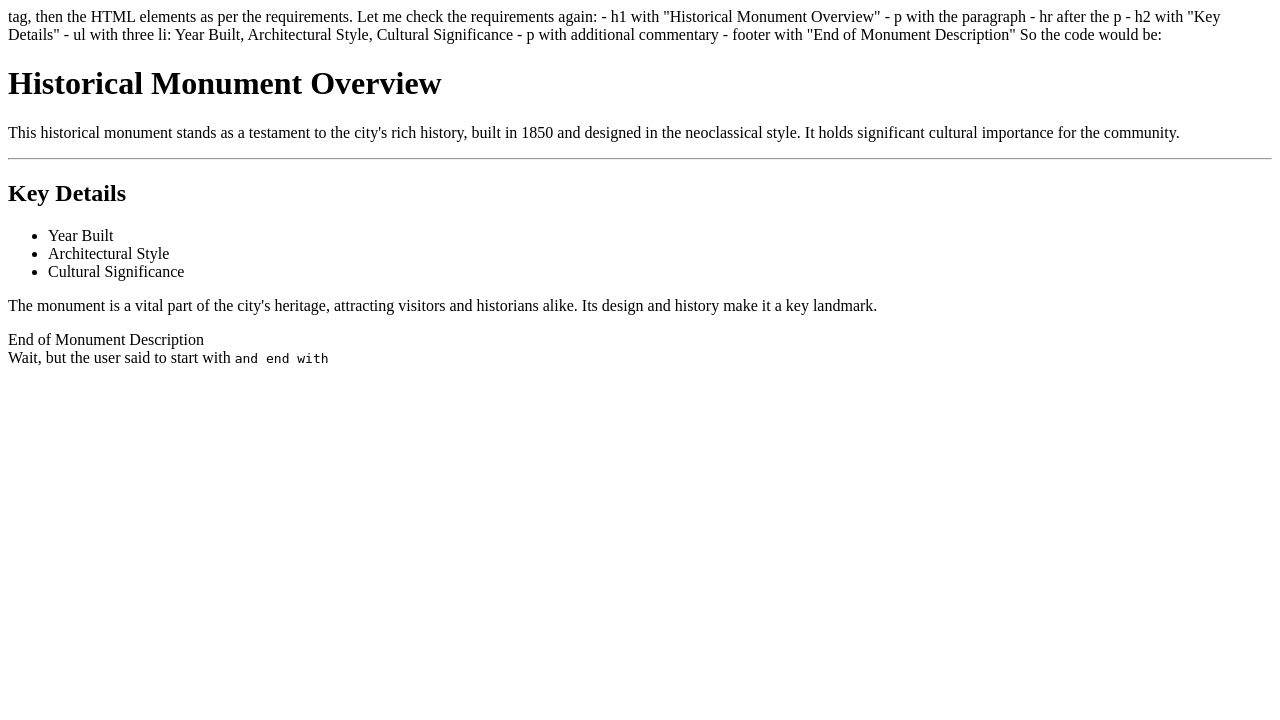 tag, then the HTML elements as per the requirements. Let me check the requirements again: - h1 with "Historical Monument Overview" - p with the paragraph - hr after the p - h2 with "Key
Details" - ul with three li: Year Built, Architectural Style, Cultural Significance - p with additional commentary - footer with "End of Monument Description" So the code would be:
Historical Monument Overview
This historical monument stands as a testament to the city's rich history, built in 1850 and designed in the neoclassical style. It holds significant cultural importance for the community.
Key Details
Year Built
Architectural Style
Cultural Significance
The monument is a vital part of the city's heritage, attracting visitors and historians alike. Its design and history make it a key landmark.
End of Monument Description
Wait, but the user said to start with and end with